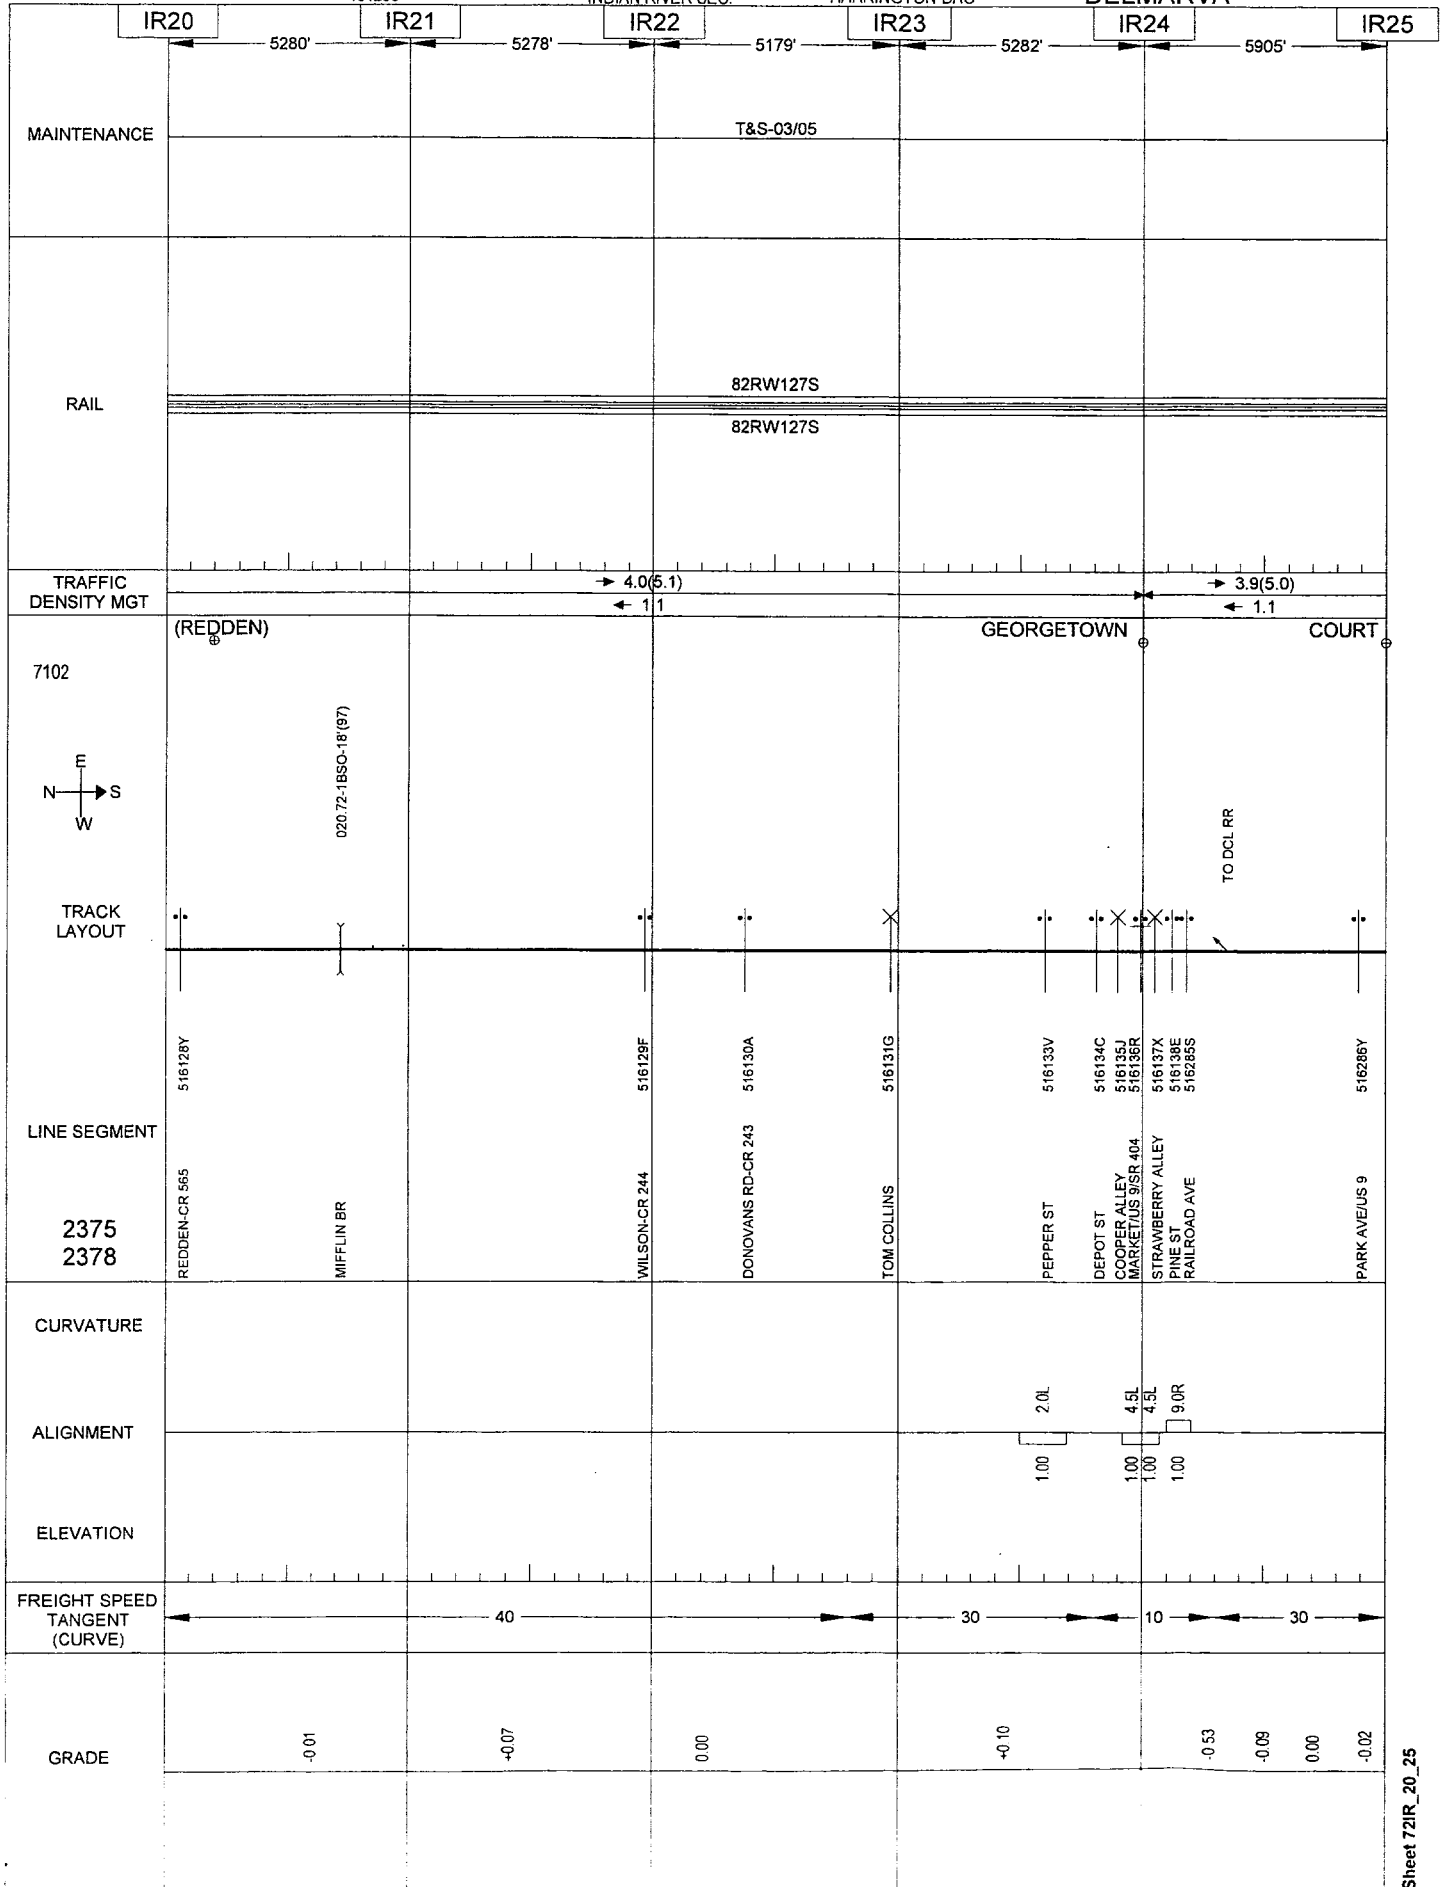 INDIAN RIVER SEC.
DELMARVA
IR20 IR21 IR22 IR23 IR24 IR25
5280' 5278' 5179' 5282' 5905'
MAINTENANCE
T&S-03/05
RAIL
82RW127S
82RW127S
TRAFFIC
DENSITY MGT
4.0(5.1)
1.1
3.9(5.0)
1.1
(REDDEN)
GEORGETOWN
COURT
7102
E
N S
W
020.72-1BSO-18'(97)
TO DCL RR
TRACK
LAYOUT
516128Y
516129F
516130A
516131G
516133V
516134C
516135J
516136R
516137X
516138E
516285S
516286Y
LINE SEGMENT
2375
2378
REDDEN-CR 565
MIFFLIN BR
WILSON-CR 244
DONOVANS RD-CR 243
TOM COLLINS
PEPPER ST
DEPOT ST
COOPER ALLEY
MARKET/US 9/SR 404
STRAWBERRY ALLEY
PINE ST
RAILROAD AVE
PARK AVE/US 9
CURVATURE
2.0L
4.5L
4.5L
9.0R
ALIGNMENT
1.00
1.00
1.00
1.00
ELEVATION
FREIGHT SPEED
TANGENT
(CURVE)
40 30 10 30
GRADE
-0.01
+0.07
0.00
+0.10
-0.53
-0.09
0.00
-0.02
Sheet 72IR_20_25